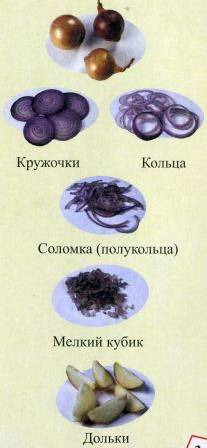 Кружочки Кольца
Соломка (полукольца)
Мелкий кубик
Дольки